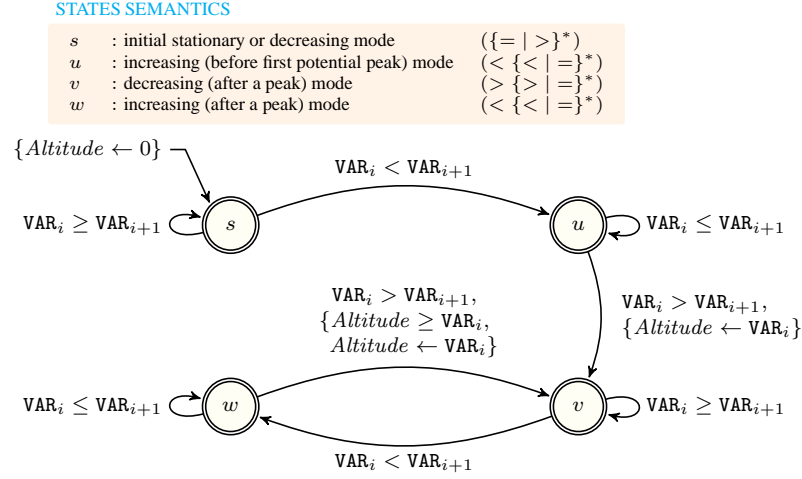 STATES SEMANTICS
s : initial stationary or decreasing mode ({= | >}*)
u : increasing (before first potential peak) mode (< {< | =}*)
v : decreasing (after a peak) mode (> {> | =}*)
w : increasing (after a peak) mode (< {< | =}*)
{Altitude ← 0}
VAR_i < VAR_{i+1}
VAR_i ≥ VAR_{i+1}
s
u
VAR_i ≤ VAR_{i+1}
VAR_i > VAR_{i+1},
{Altitude ≥ VAR_i,
Altitude ← VAR_i}
VAR_i > VAR_{i+1},
{Altitude ← VAR_i}
VAR_i ≤ VAR_{i+1}
w
v
VAR_i ≥ VAR_{i+1}
VAR_i < VAR_{i+1}